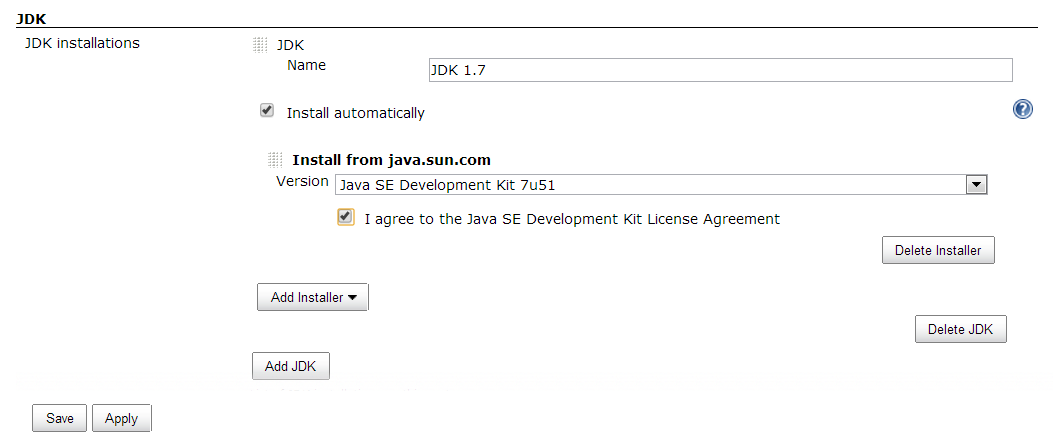 JDK
JDK installations
JDK
Name
JDK 1.7
Install automatically
?
Install from java.sun.com
Version
Java SE Development Kit 7u51
I agree to the Java SE Development Kit License Agreement
Delete Installer
Add Installer
Delete JDK
Add JDK
Save
Apply